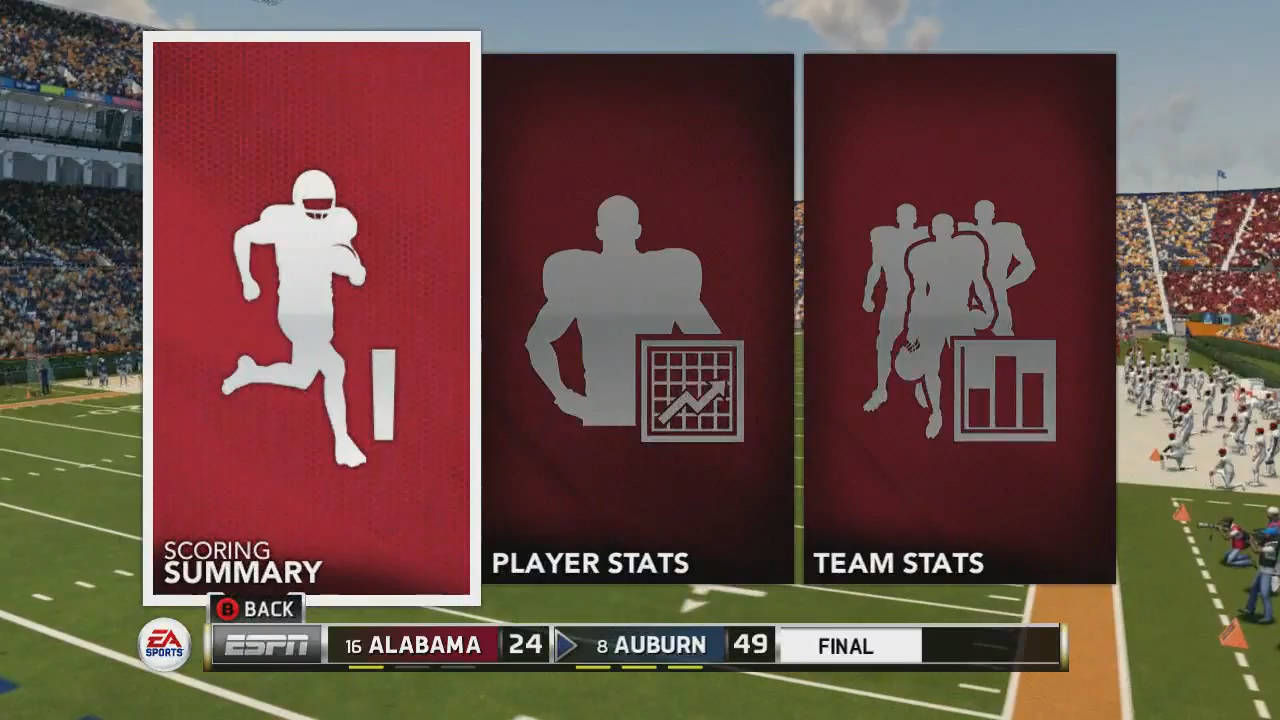 SCORING
SUMMARY
PLAYER STATS
TEAM STATS
B BACK
EA
SPORTS
ESPN 16 ALABAMA 24 8 AUBURN 49 FINAL